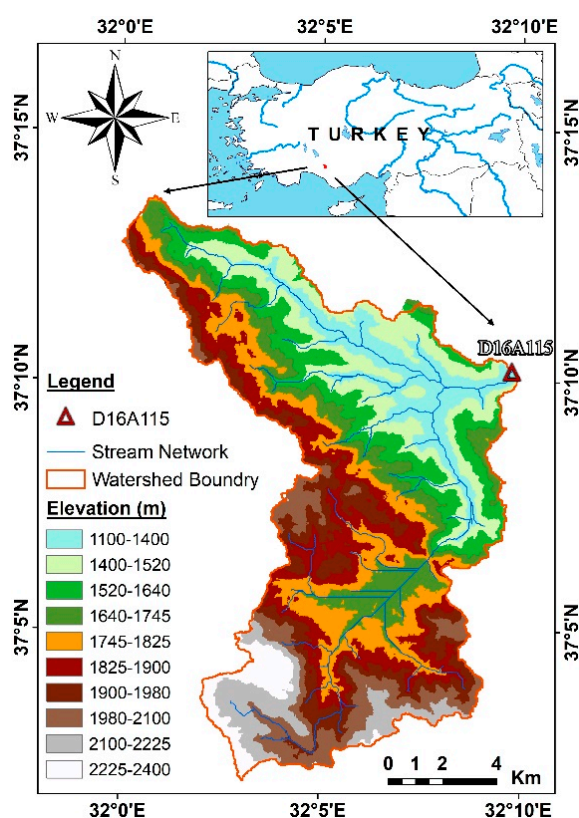 32°0'E 32°5'E 32°10'E
N
W E
S
TURKEY
37°15'N 37°15'N
D16A115
37°10'N 37°10'N
Legend
D16A115
Stream Network
Watershed Boundry
Elevation (m)
1100-1400
1400-1520
1520-1640
1640-1745
1745-1825
1825-1900
1900-1980
1980-2100
2100-2225
2225-2400
37°5'N 37°5'N
0 1 2 4
Km
32°0'E 32°5'E 32°10'E